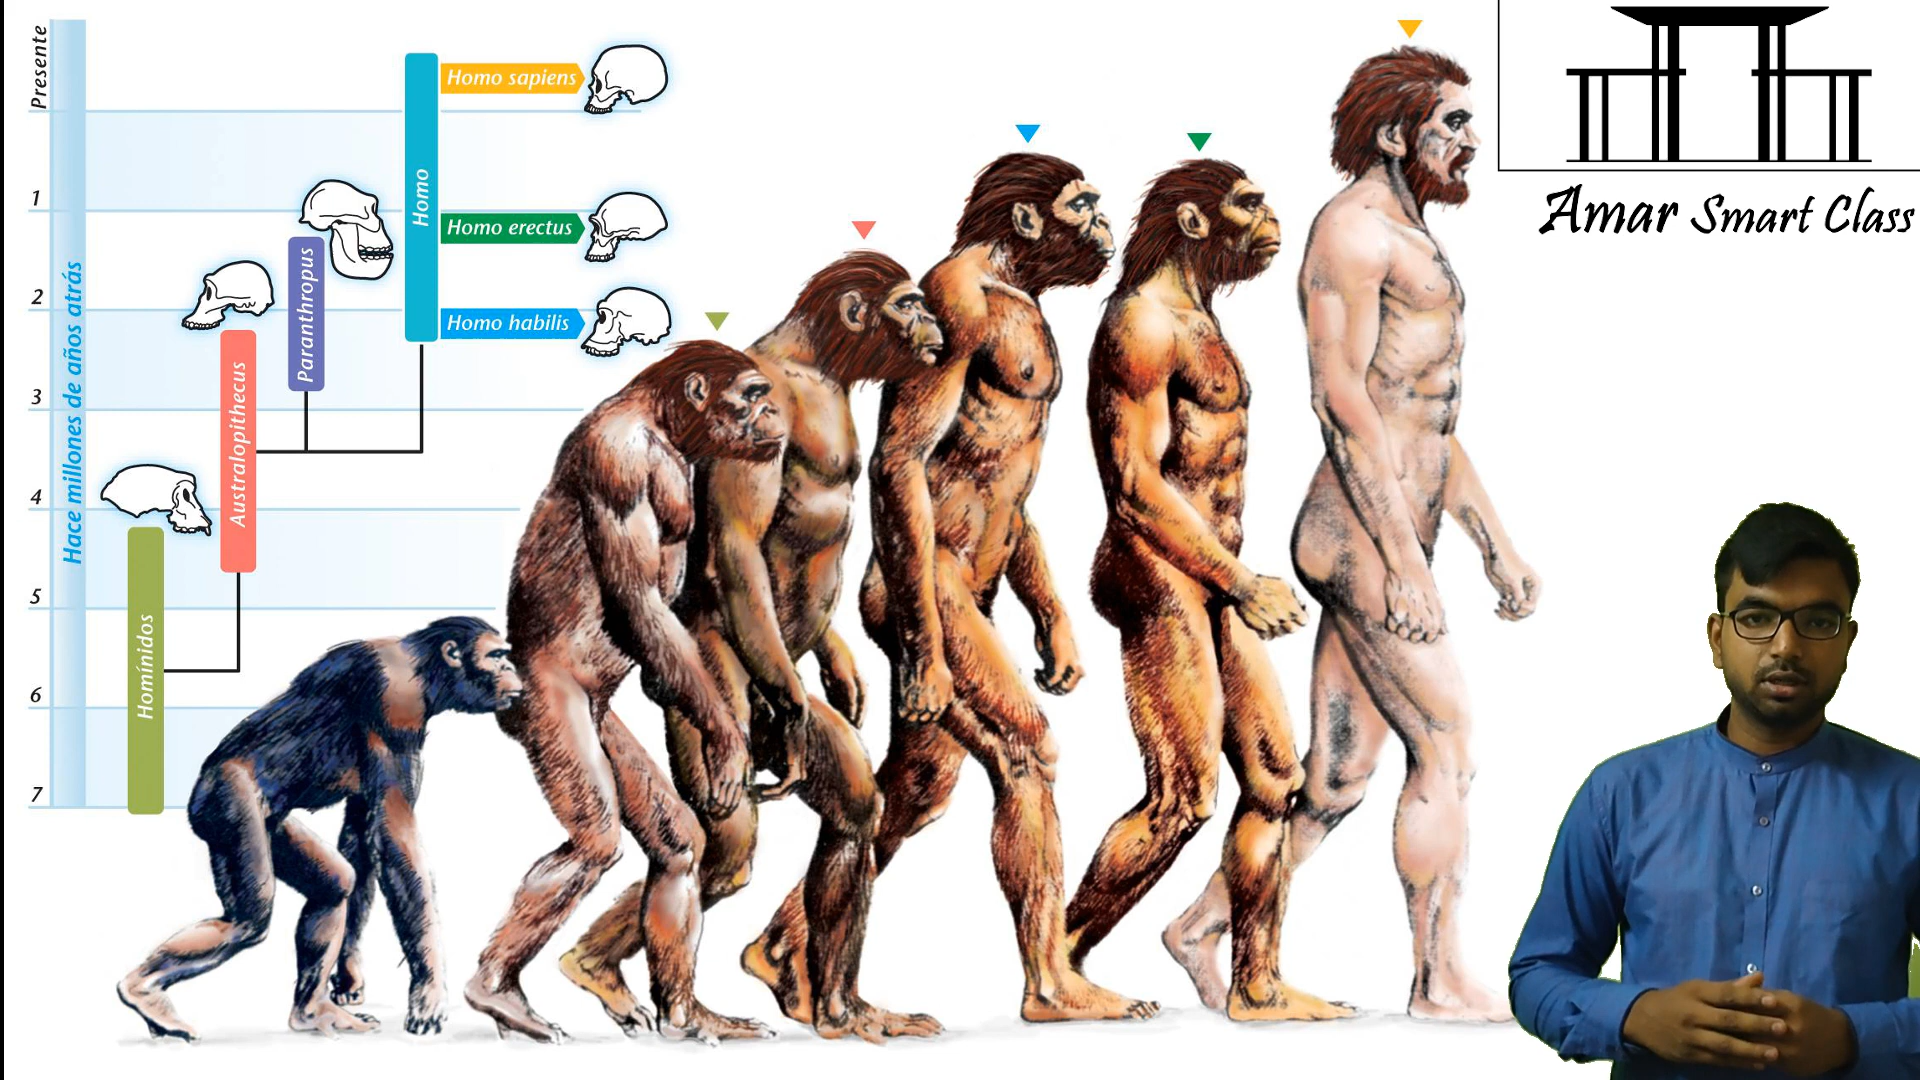 Presente
1
2
3
4
5
6
7
Hace millones de años atrás
Homínidos
Australopithecus
Paranthropus
Homo
Homo sapiens
Homo erectus
Homo habilis
Amar Smart Class